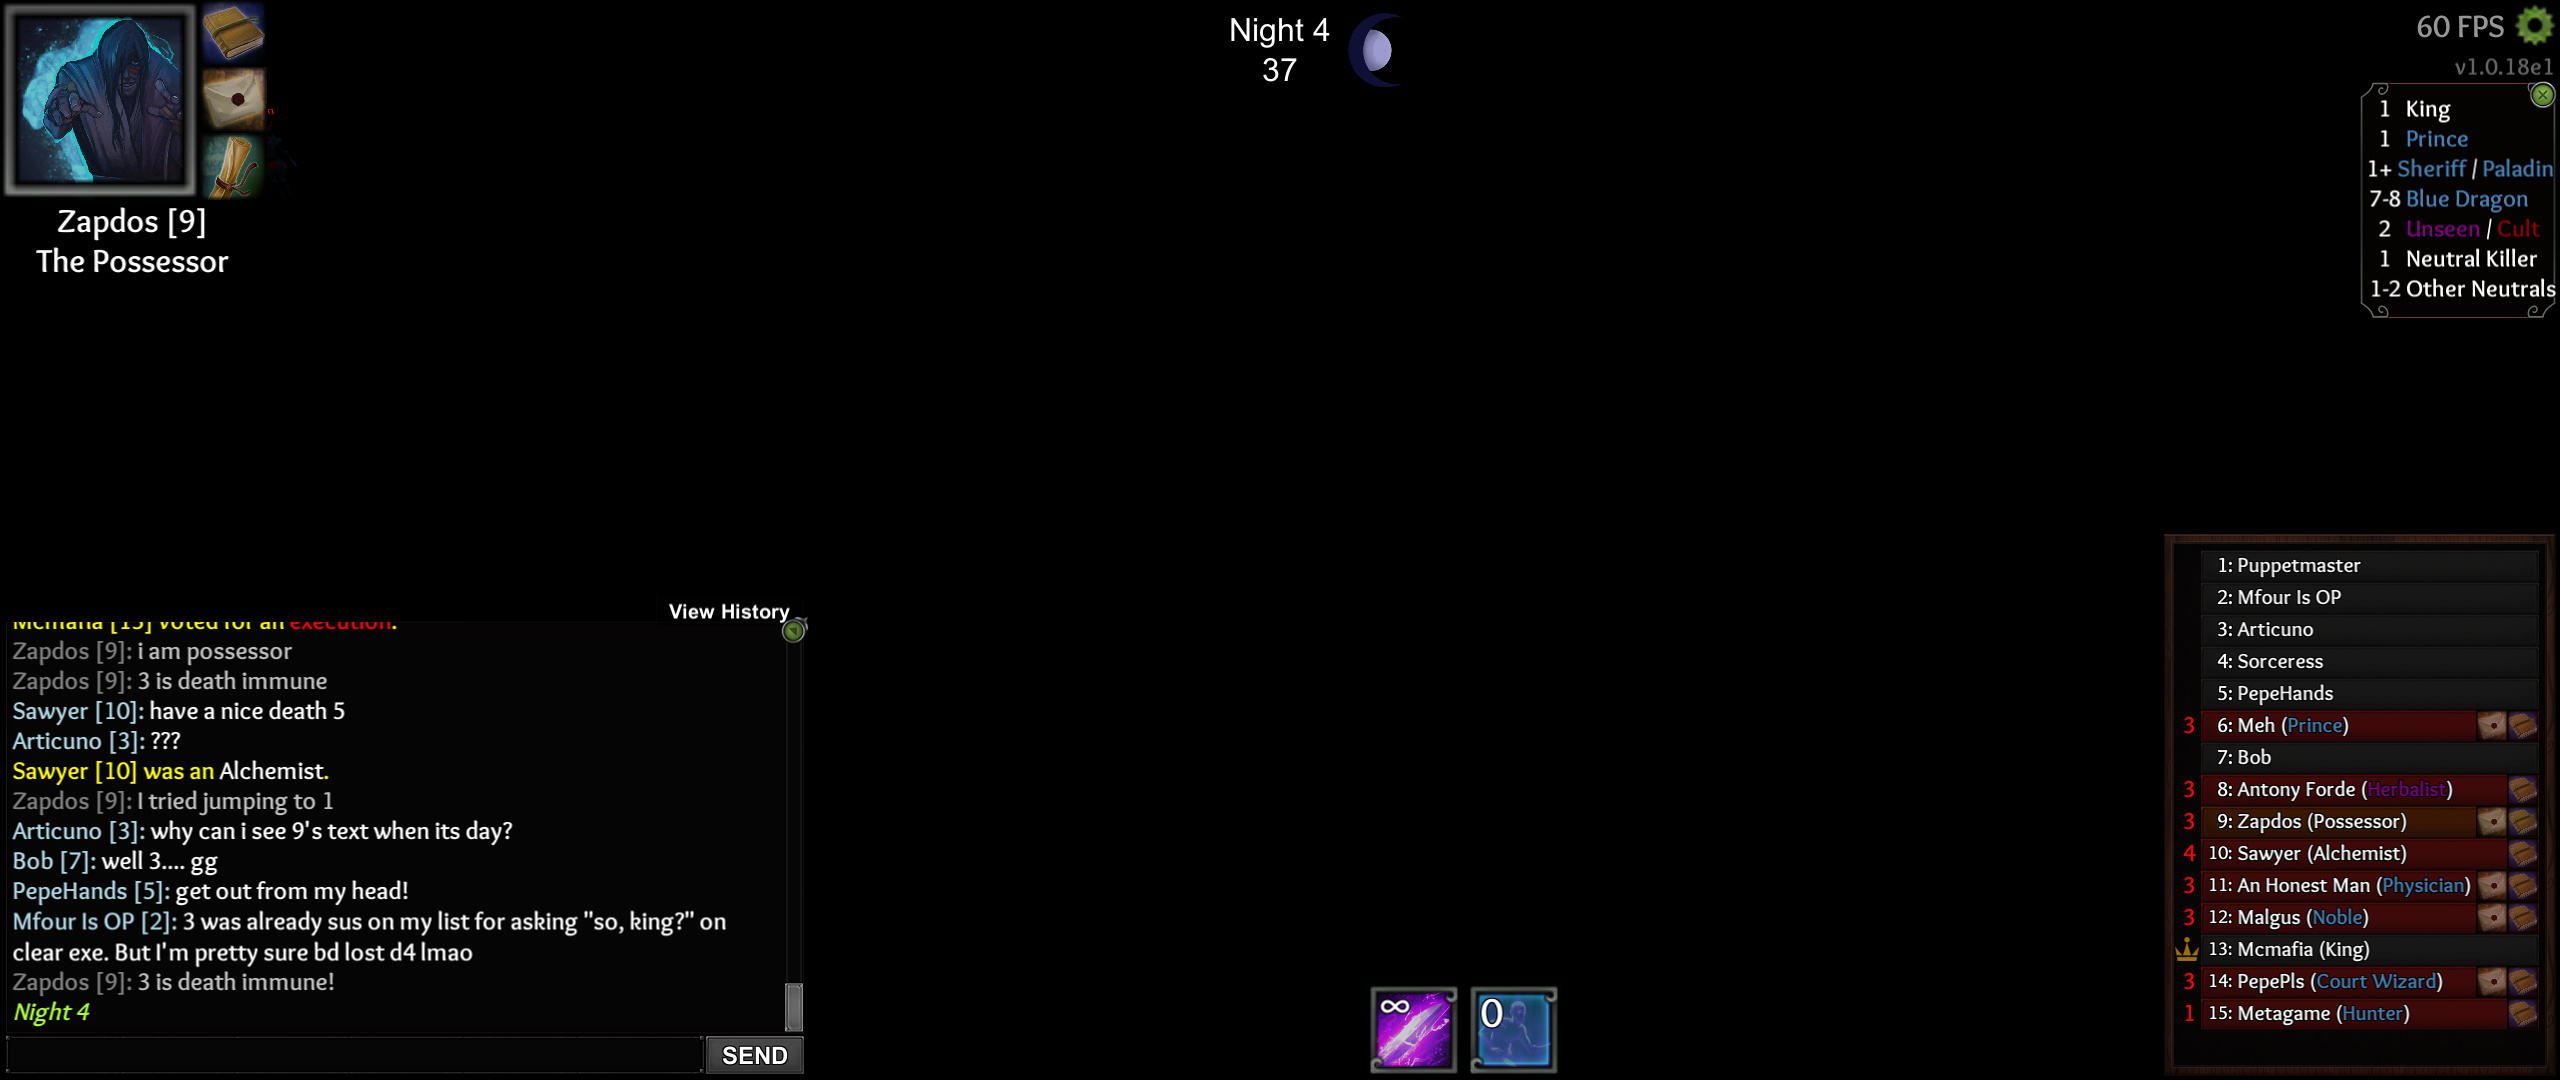 Zapdos [9]
The Possessor
Night 4
37
60 FPS
v1.0.18e1
1 King
1 Prince
1+ Sheriff / Paladin
7-8 Blue Dragon
2 Unseen / Cult
1 Neutral Killer
1-2 Other Neutrals
View History
Mcmafia [13] voted for an execution.
Zapdos [9]: i am possessor
Zapdos [9]: 3 is death immune
Sawyer [10]: have a nice death 5
Articuno [3]: ???
Sawyer [10] was an Alchemist.
Zapdos [9]: I tried jumping to 1
Articuno [3]: why can i see 9's text when its day?
Bob [7]: well 3.... gg
PepeHands [5]: get out from my head!
Mfour Is OP [2]: 3 was already sus on my list for asking "so, king?" on
clear exe. But I'm pretty sure bd lost d4 lmao
Zapdos [9]: 3 is death immune!
Night 4
SEND
∞
0
1: Puppetmaster
2: Mfour Is OP
3: Articuno
4: Sorceress
5: PepeHands
3 6: Meh (Prince)
7: Bob
3 8: Antony Forde (Herbalist)
3 9: Zapdos (Possessor)
4 10: Sawyer (Alchemist)
3 11: An Honest Man (Physician)
3 12: Malgus (Noble)
13: Mcmafia (King)
3 14: PepePls (Court Wizard)
1 15: Metagame (Hunter)